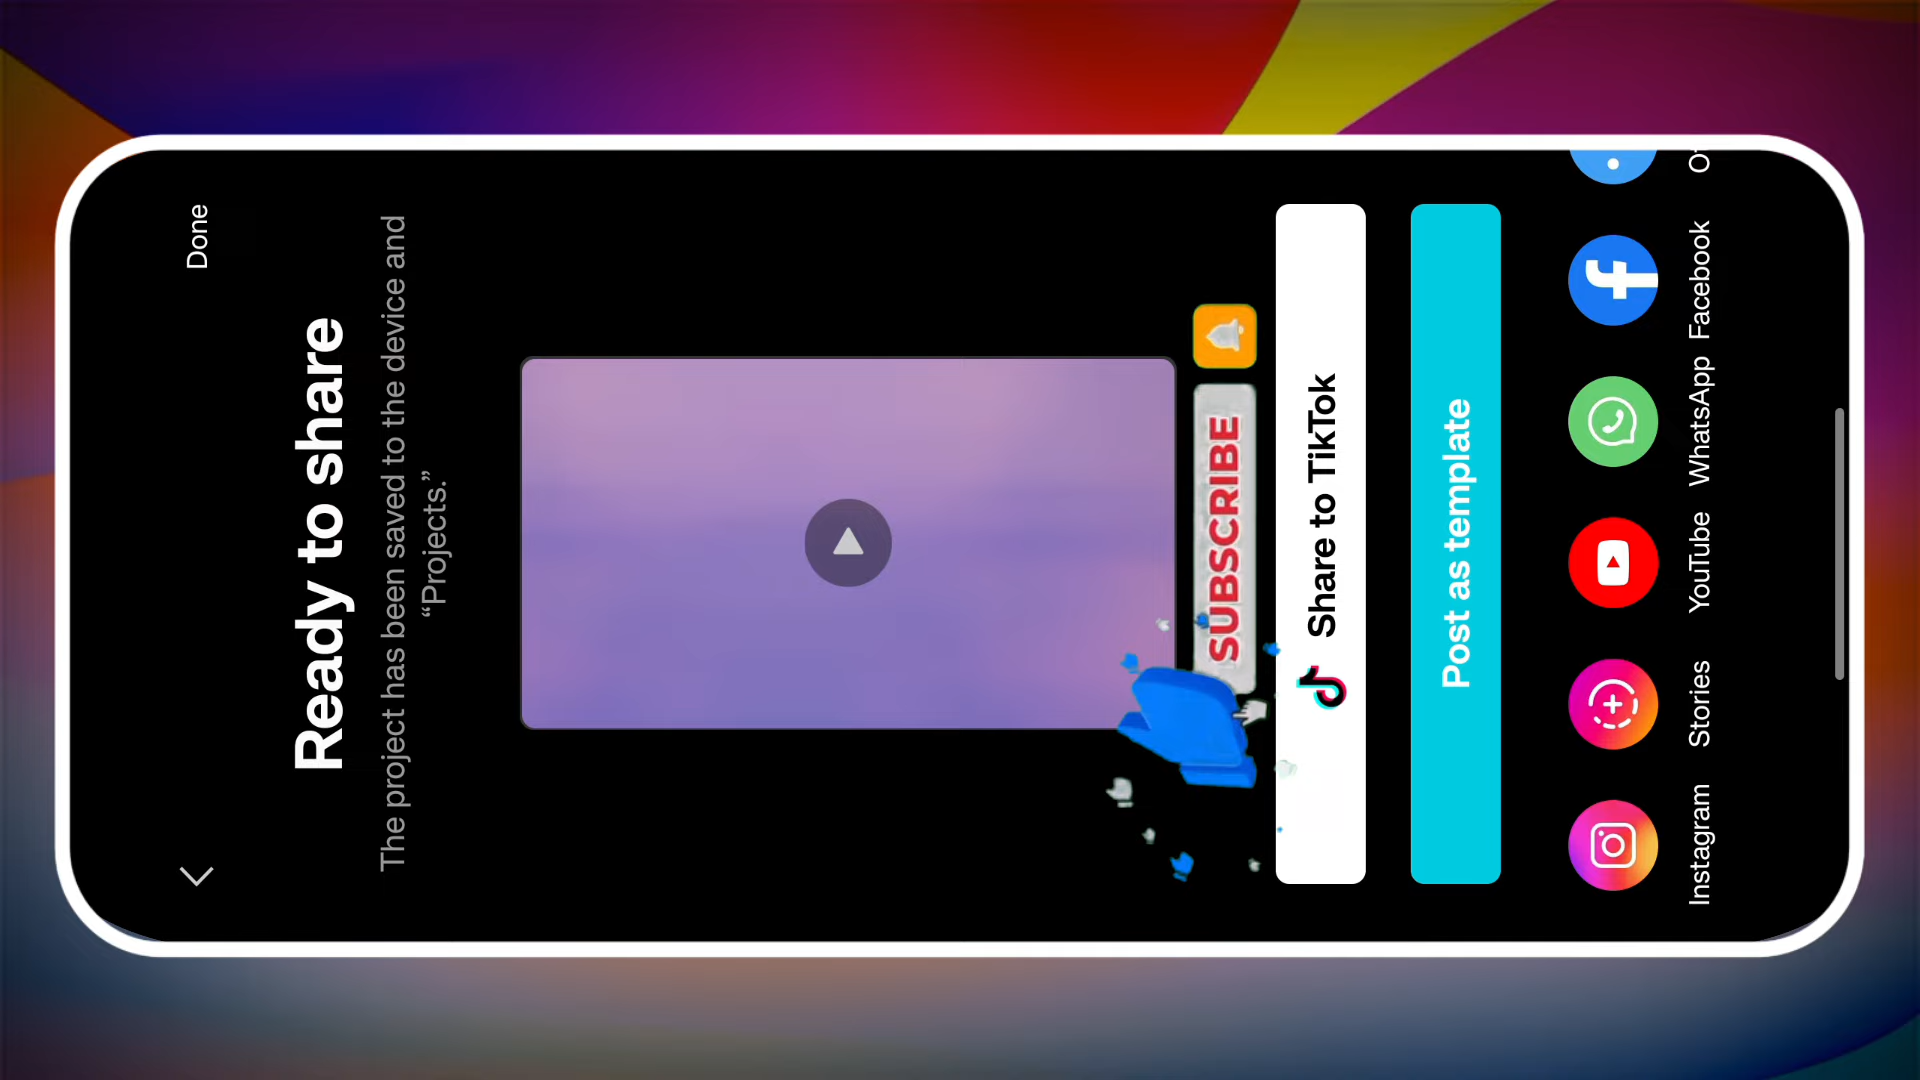 Done
Ready to share
The project has been saved to the device and
“Projects.”
SUBSCRIBE
Share to TikTok
Post as template
Instagram
Stories
YouTube
WhatsApp
Facebook